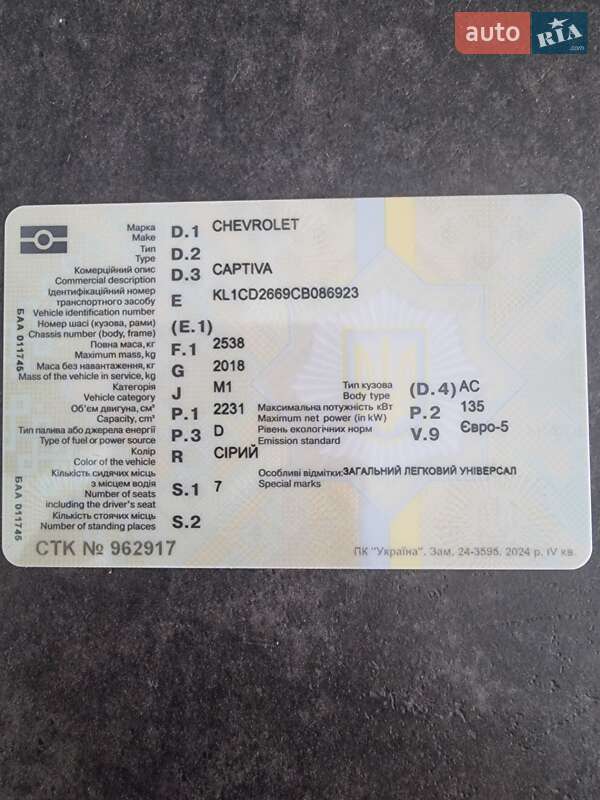 auto RIA.com
Марка D.1 CHEVROLET
Make
Тип D.2
Type
Комерційний опис D.3 CAPTIVA
Commercial description
Ідентифікаційний номер
транспортного засобу E KL1CD2669CB086923
Vehicle identification number
Номер шасі (кузова, рами) (E.1)
Chassis number (body, frame)
Повна маса, кг F.1 2538
Maximum mass, kg
Маса без навантаження, кг G 2018
Mass of the vehicle in service, kg
Категорія J M1 Тип кузова (D.4) AC
Vehicle category Body type
Об'єм двигуна, см³ P.1 2231 Максимальна потужність кВт P.2 135
Capacity, cm³ Maximum net power (in kW)
Тип палива або джерела енергії P.3 D Рівень екологічних норм V.9 Євро-5
Type of fuel or power source Emission standard
Колір R СІРИЙ
Color of the vehicle
Кількість сидячих місць Особливі відмітки: ЗАГАЛЬНИЙ ЛЕГКОВИЙ УНІВЕРСАЛ
з місцем водія S.1 7 Special marks
Number of seats
including the driver's seat
Кількість стоячих місць S.2
Number of standing places
СТК № 962917
ПК "Україна". Зам. 24-3595. 2024 р. IV кв.
БАА 011745
БАА 011745